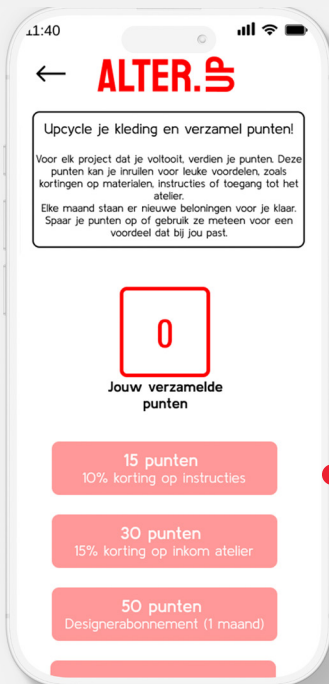 11:40
ALTER.UP
Upcycle je kleding en verzamel punten!
Voor elk project dat je voltooit, verdien je punten. Deze
punten kan je inruilen voor leuke voordelen, zoals
kortingen op materialen, instructies of toegang tot het
atelier.
Elke maand staan er nieuwe beloningen voor je klaar.
Spaar je punten op of gebruik ze meteen voor een
voordeel dat bij jou past.
0
Jouw verzamelde
punten
15 punten
10% korting op instructies
30 punten
15% korting op inkom atelier
50 punten
Designerabonnement (1 maand)